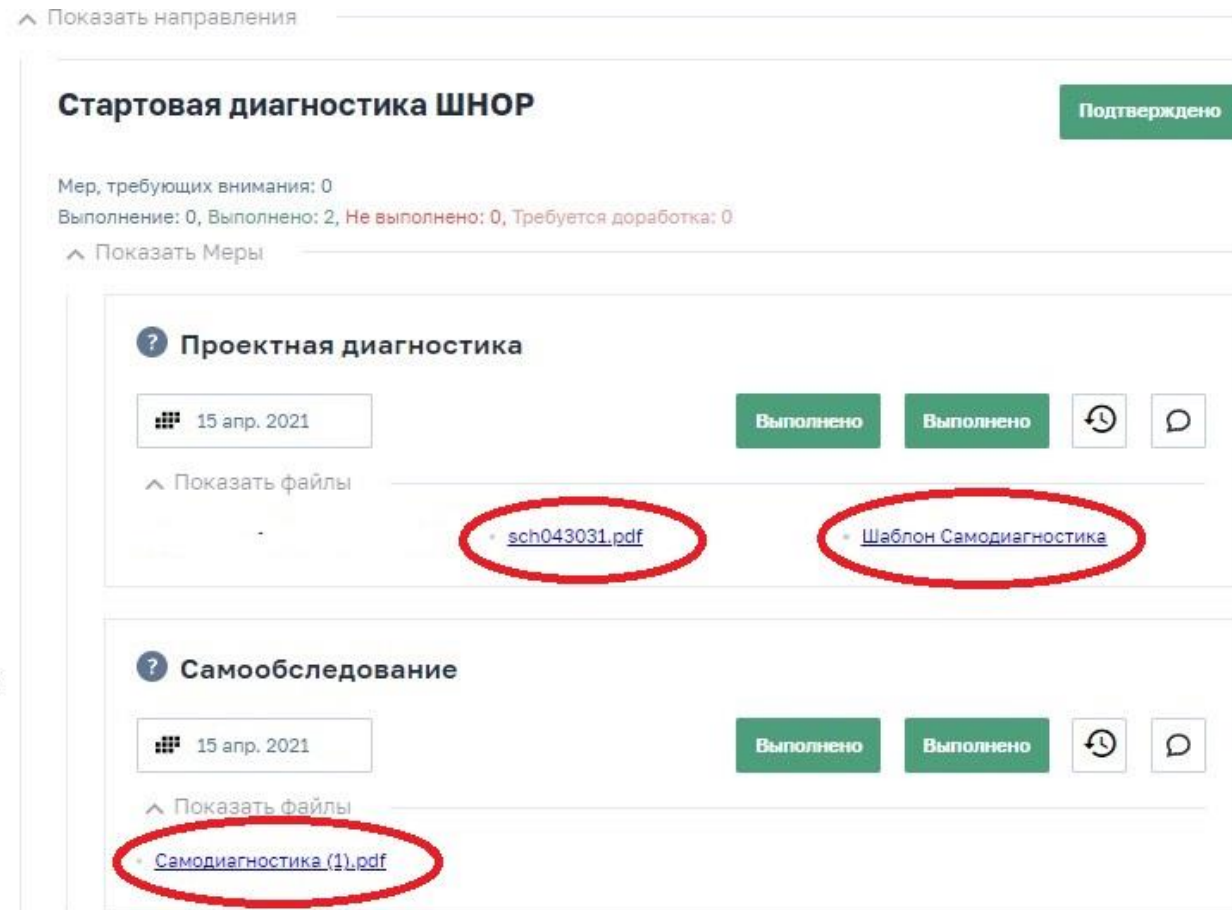 Показать направления
Стартовая диагностика ШНОР
Подтверждено
Мер, требующих внимания: 0
Выполнение: 0, Выполнено: 2, Не выполнено: 0, Требуется доработка: 0
Показать Меры
? Проектная диагностика
15 апр. 2021
Выполнено Выполнено
Показать файлы
- sch043031.pdf Шаблон Самодиагностика
? Самообследование
15 апр. 2021
Выполнено Выполнено
Показать файлы
Самодиагностика (1).pdf